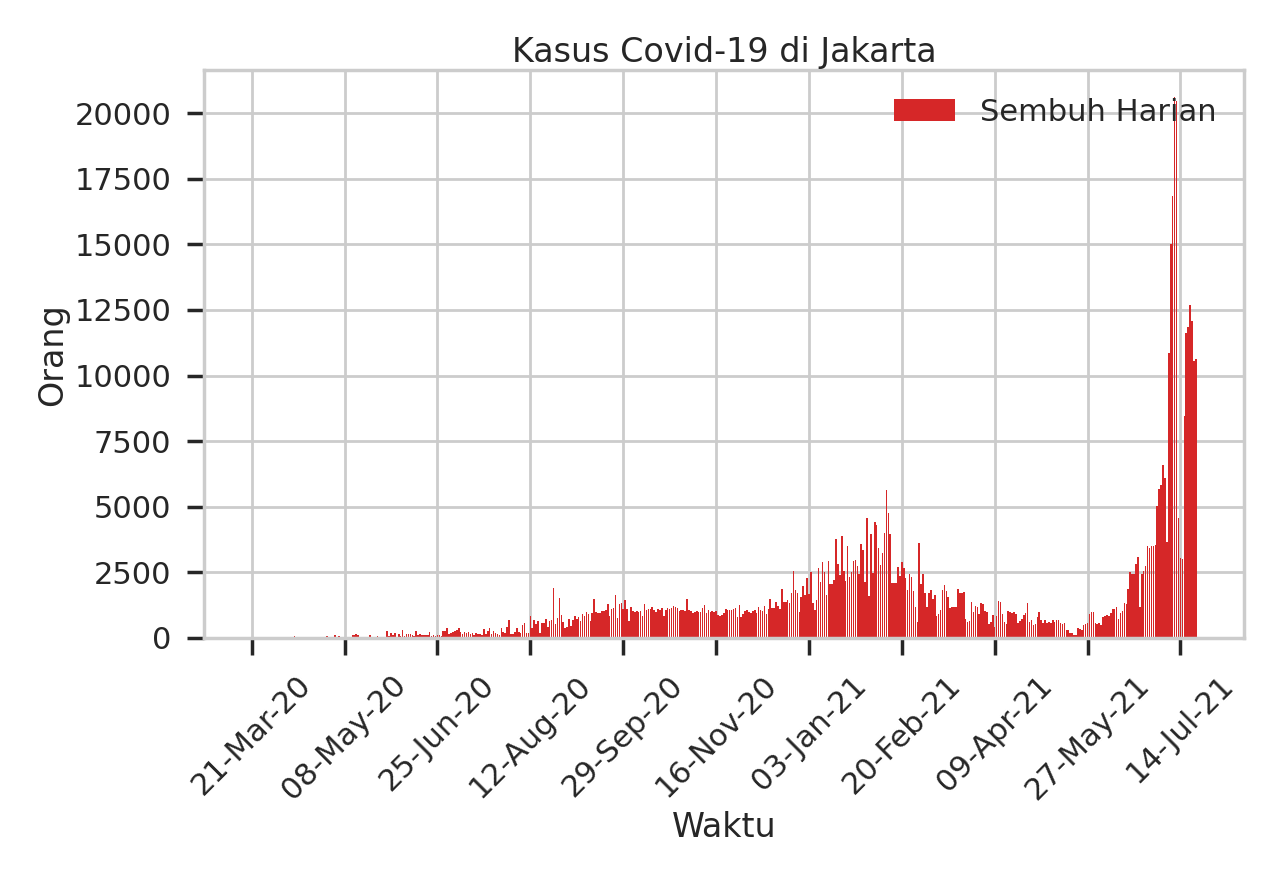 Kasus Covid-19 di Jakarta
Sembuh Harian
Orang
20000
17500
15000
12500
10000
7500
5000
2500
0
21-Mar-20
08-May-20
25-Jun-20
12-Aug-20
29-Sep-20
16-Nov-20
03-Jan-21
20-Feb-21
09-Apr-21
27-May-21
14-Jul-21
Waktu